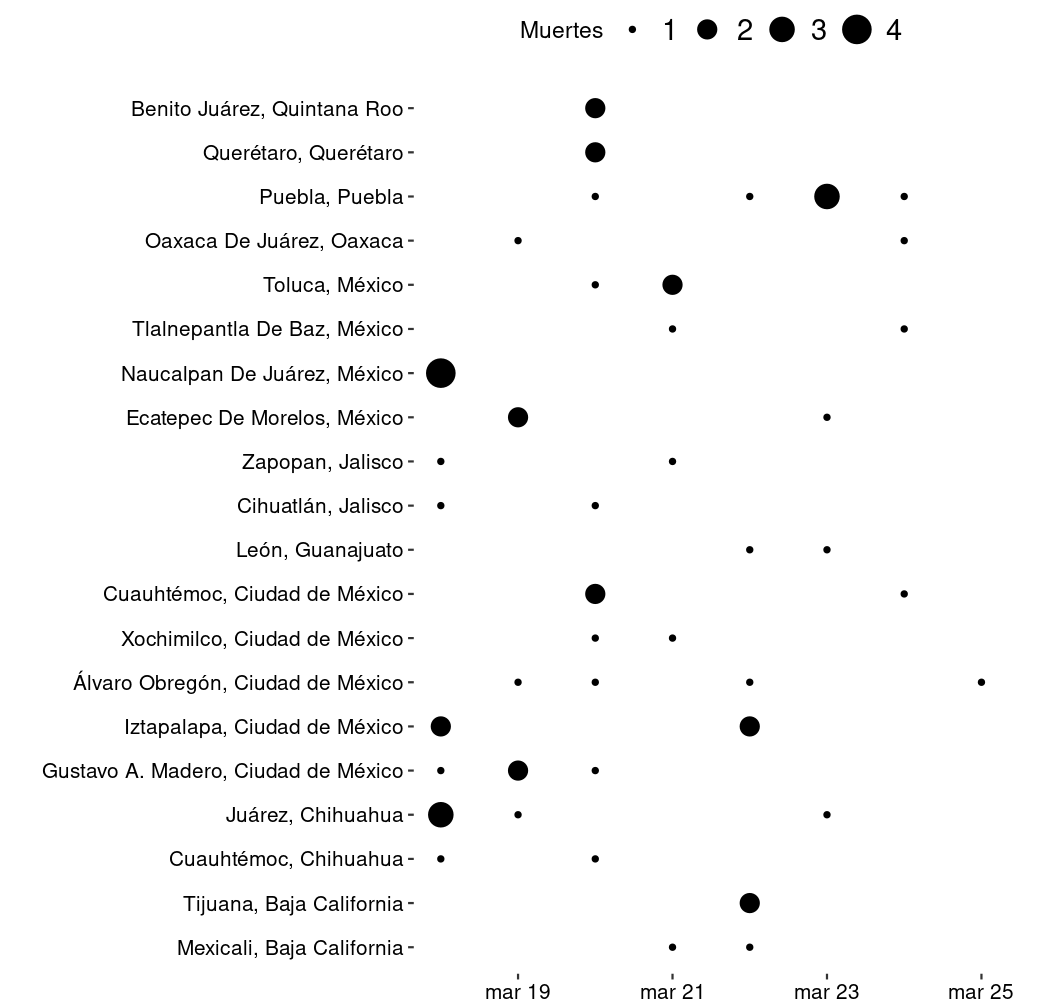 Muertes 1 2 3 4
Benito Juárez, Quintana Roo
Querétaro, Querétaro
Puebla, Puebla
Oaxaca De Juárez, Oaxaca
Toluca, México
Tlalnepantla De Baz, México
Naucalpan De Juárez, México
Ecatepec De Morelos, México
Zapopan, Jalisco
Cihuatlán, Jalisco
León, Guanajuato
Cuauhtémoc, Ciudad de México
Xochimilco, Ciudad de México
Álvaro Obregón, Ciudad de México
Iztapalapa, Ciudad de México
Gustavo A. Madero, Ciudad de México
Juárez, Chihuahua
Cuauhtémoc, Chihuahua
Tijuana, Baja California
Mexicali, Baja California
mar 19 mar 21 mar 23 mar 25